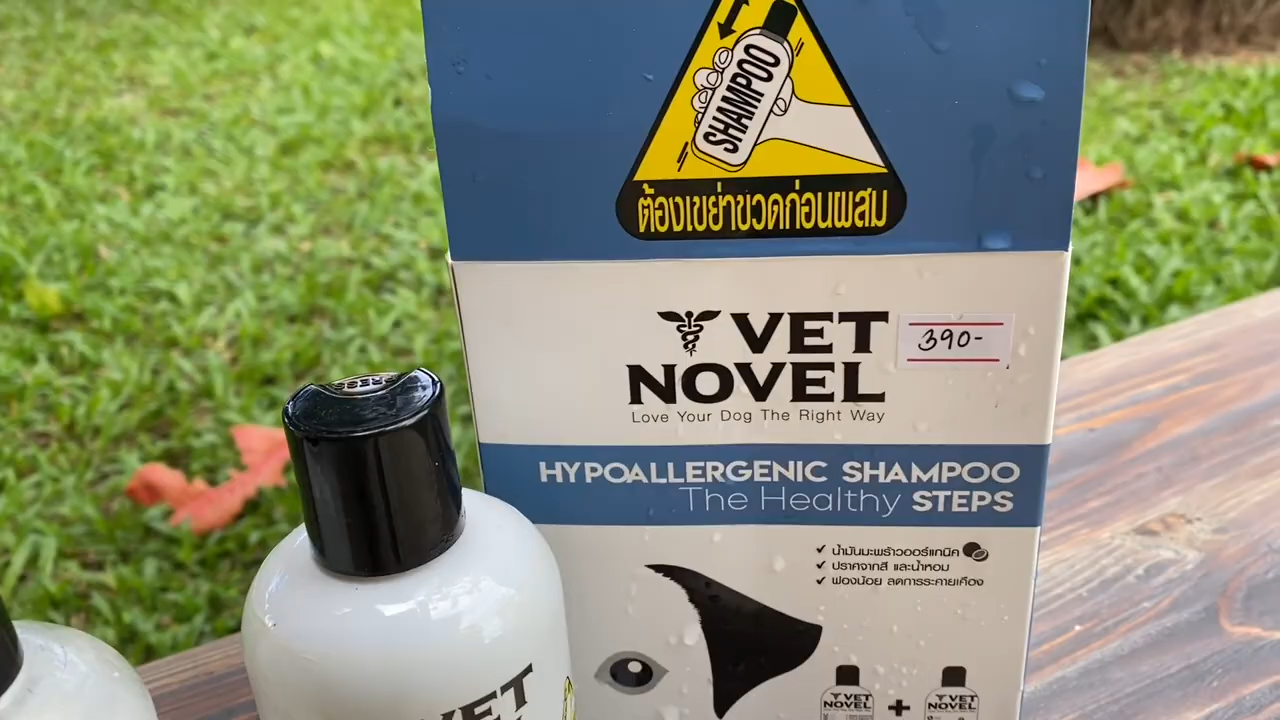 SHAMPOO
ต้องเขย่าขวดก่อนผสม
VET
NOVEL
390-
Love Your Dog The Right Way
HYPOALLERGENIC SHAMPOO
The Healthy STEPS
✓ น้ำมันมะพร้าวออร์แกนิค
✓ ปราศจากสี และน้ำหอม
✓ ฟองน้อย ลดการระคายเคือง
VET
NOVEL
+
VET
NOVEL
PRESS
VET